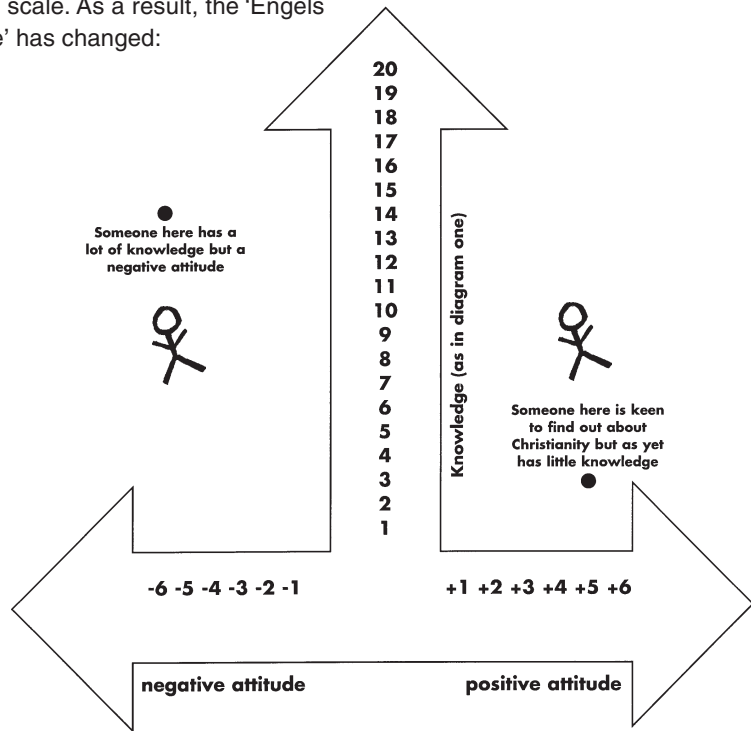 scale. As a result, the ‘Engels
e’ has changed:
20
19
18
17
16
15
14
13
12
11
10
9
8
7
6
5
4
3
2
1
Knowledge (as in diagram one)
Someone here has a
lot of knowledge but a
negative attitude
Someone here is keen
to find out about
Christianity but as yet
has little knowledge
-6 -5 -4 -3 -2 -1
+1 +2 +3 +4 +5 +6
negative attitude
positive attitude